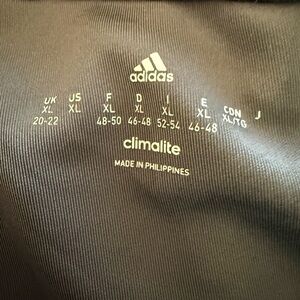 adidas
UK US F D I E CON J
XL XL XL XL XL XL XL/TG
20-22 48-50 46-48 52-54 46-48
climalite
MADE IN PHILIPPINES